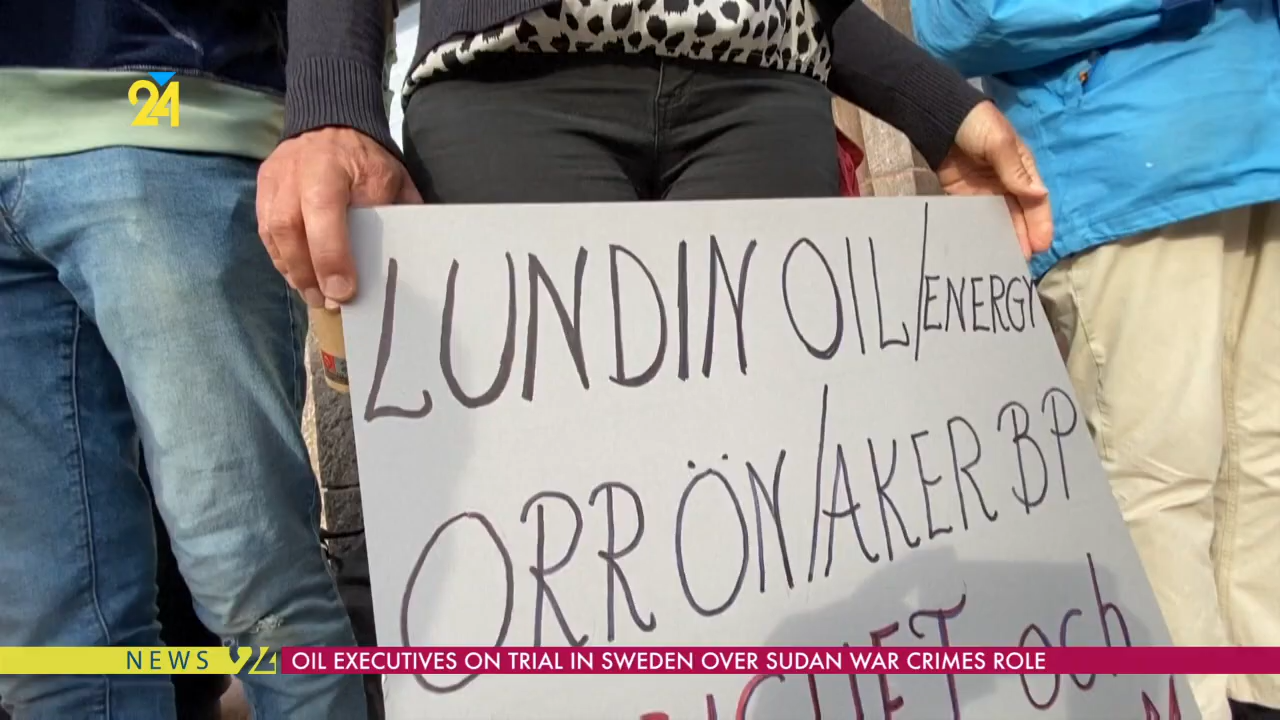 24
LUNDIN OIL/ENERGY
ORRÖN/AKER BP
och
NEWS 24 OIL EXECUTIVES ON TRIAL IN SWEDEN OVER SUDAN WAR CRIMES ROLE